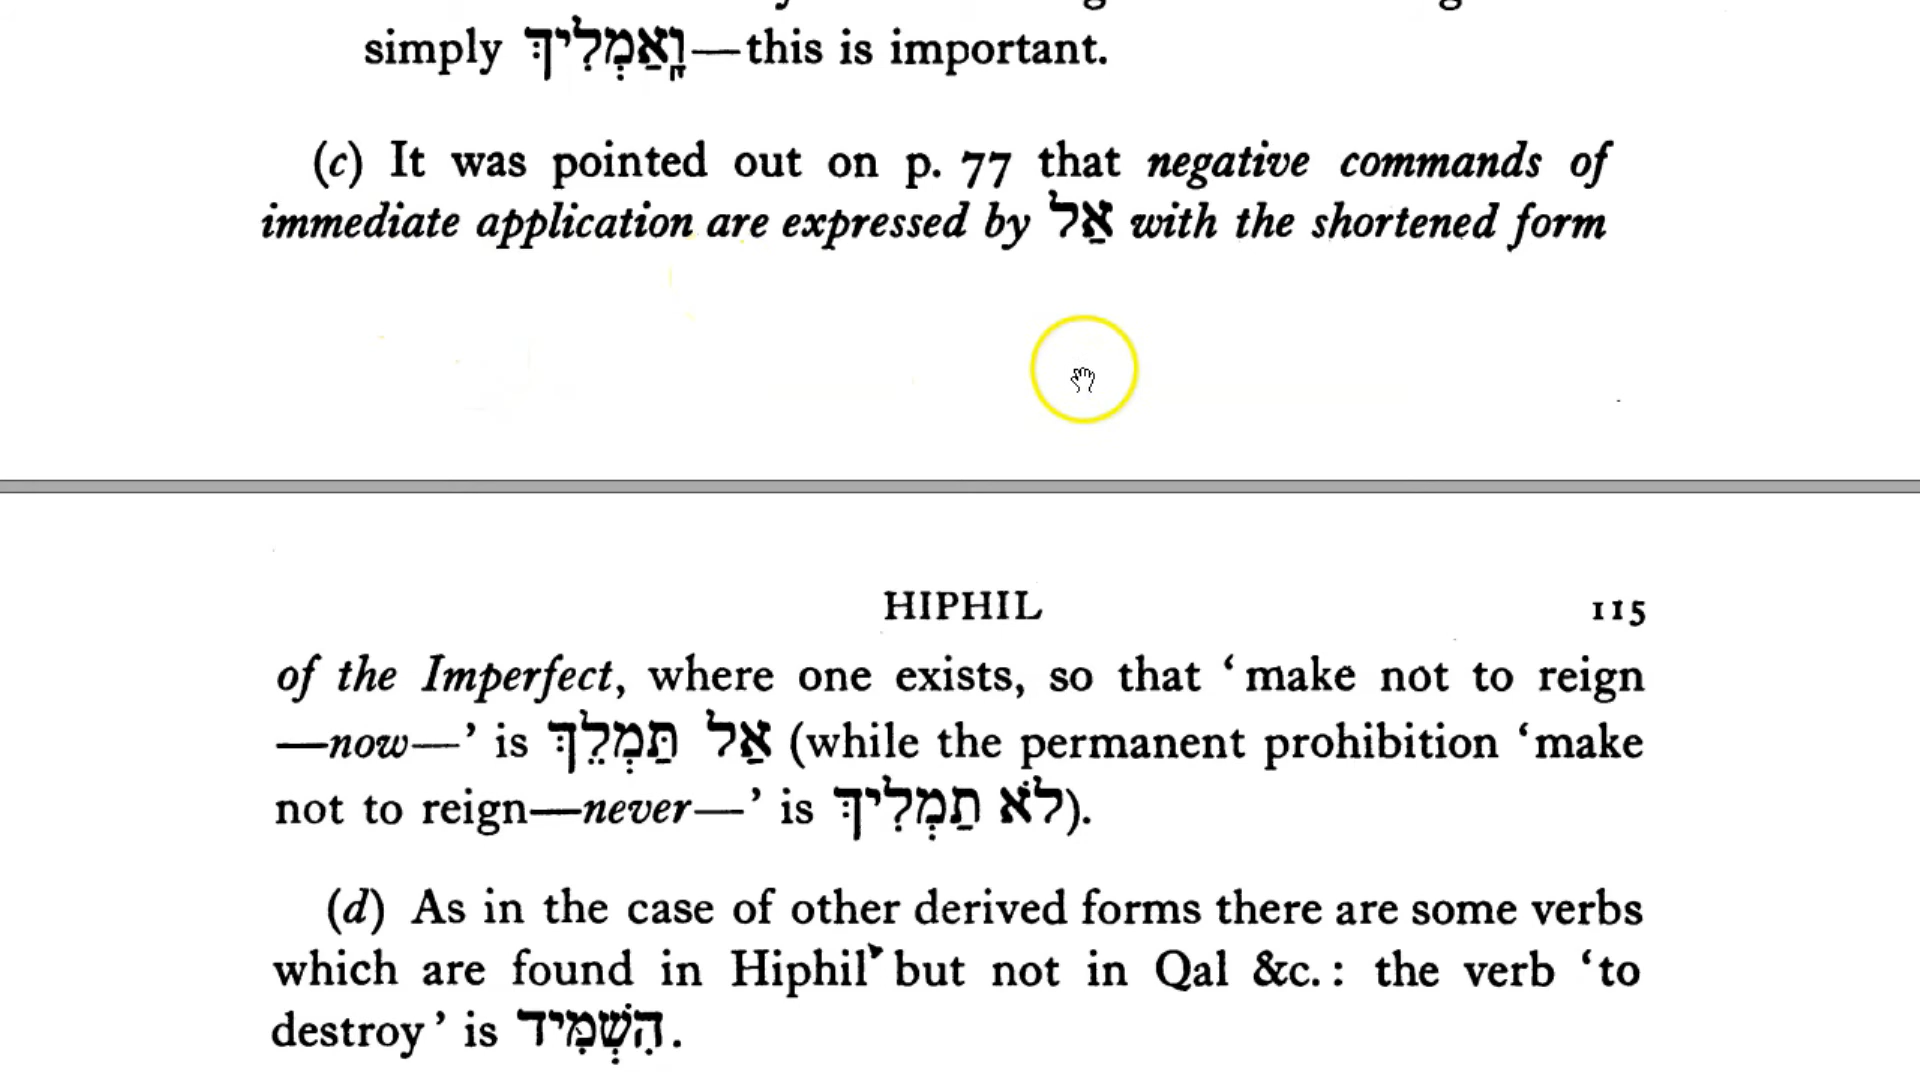 simply וָֽאַמְלִיךְ—this is important.
(c) It was pointed out on p. 77 that negative commands of
immediate application are expressed by אַל with the shortened form
HIPHIL 115
of the Imperfect, where one exists, so that ‘make not to reign
—now—’ is אַל תַּמְלֵךְ (while the permanent prohibition ‘make
not to reign—never—’ is לֹא תַמְלִיךְ).
(d) As in the case of other derived forms there are some verbs
which are found in Hiphil but not in Qal &c.: the verb ‘to
destroy’ is הִשְׁמִיד.